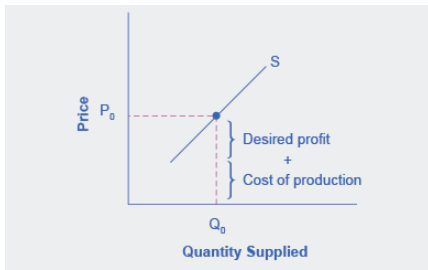 S
Price
P₀
Desired profit
+
Cost of production
Q₀
Quantity Supplied